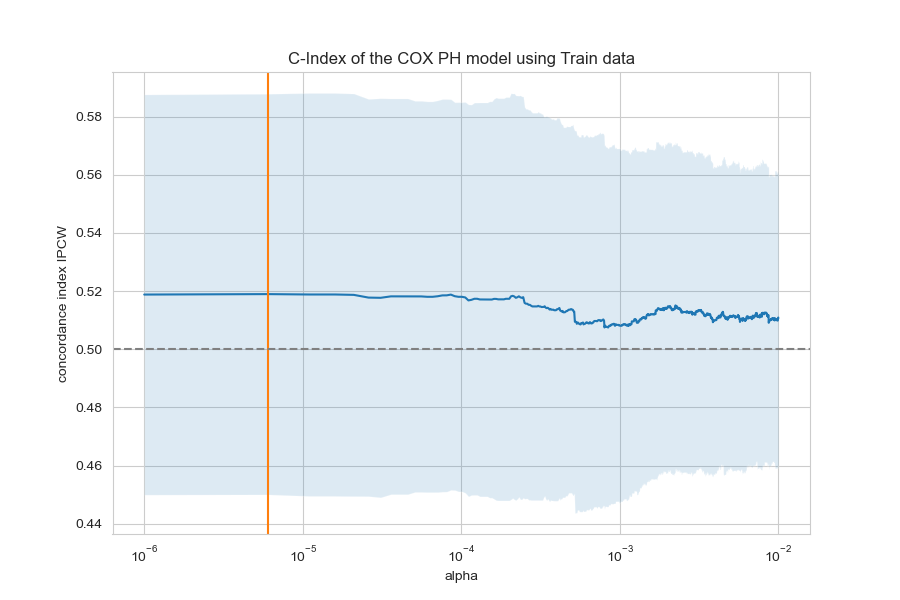 C-Index of the COX PH model using Train data
concordance index IPCW
0.58
0.56
0.54
0.52
0.50
0.48
0.46
0.44
10⁻⁶ 10⁻⁵ 10⁻⁴ 10⁻³ 10⁻²
alpha